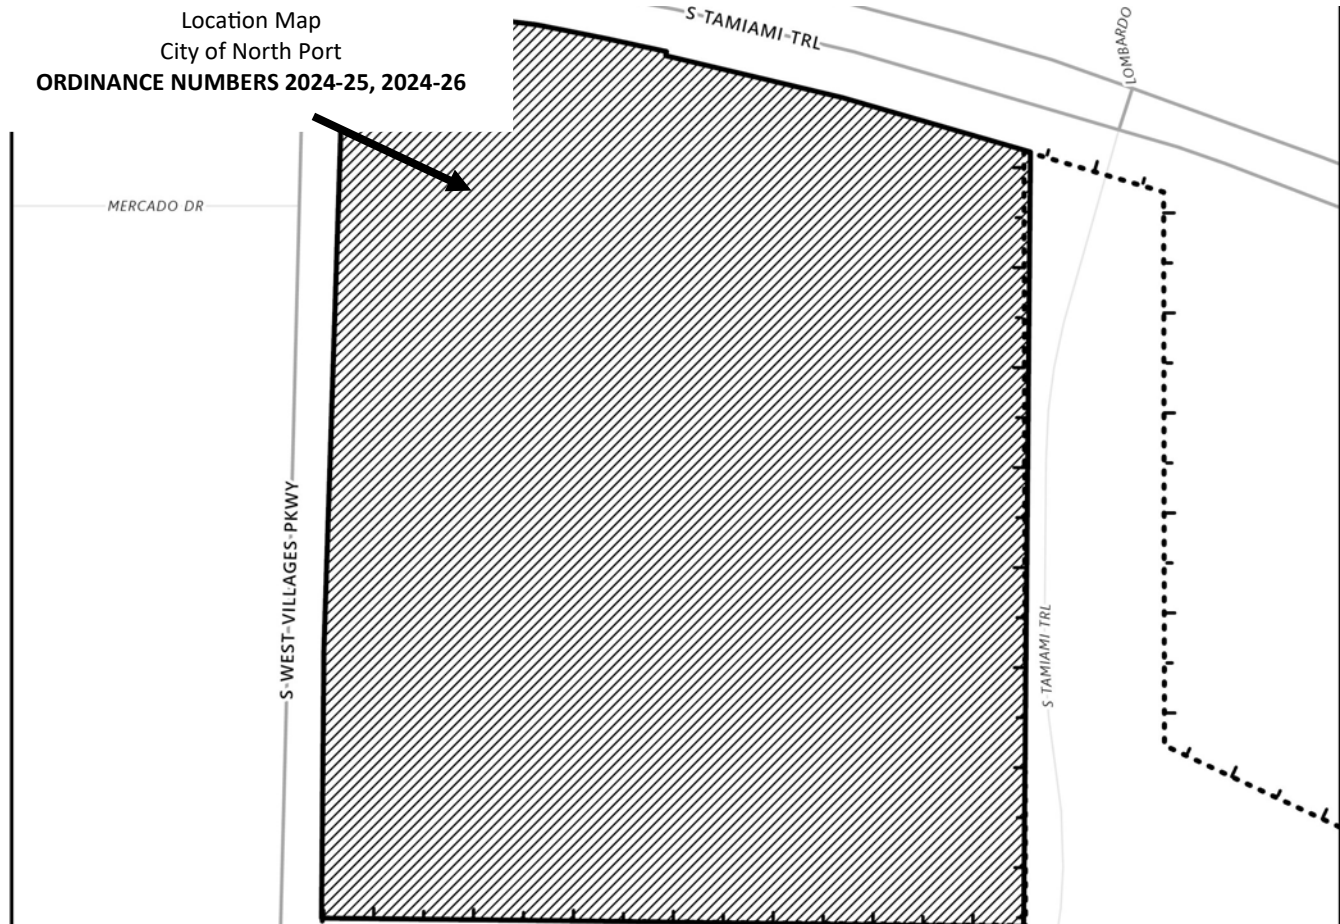 Location Map
City of North Port
ORDINANCE NUMBERS 2024-25, 2024-26
S TAMIAMI TRL
LOMBARDO
MERCADO DR
S WEST VILLAGES PKWY
S TAMIAMI TRL